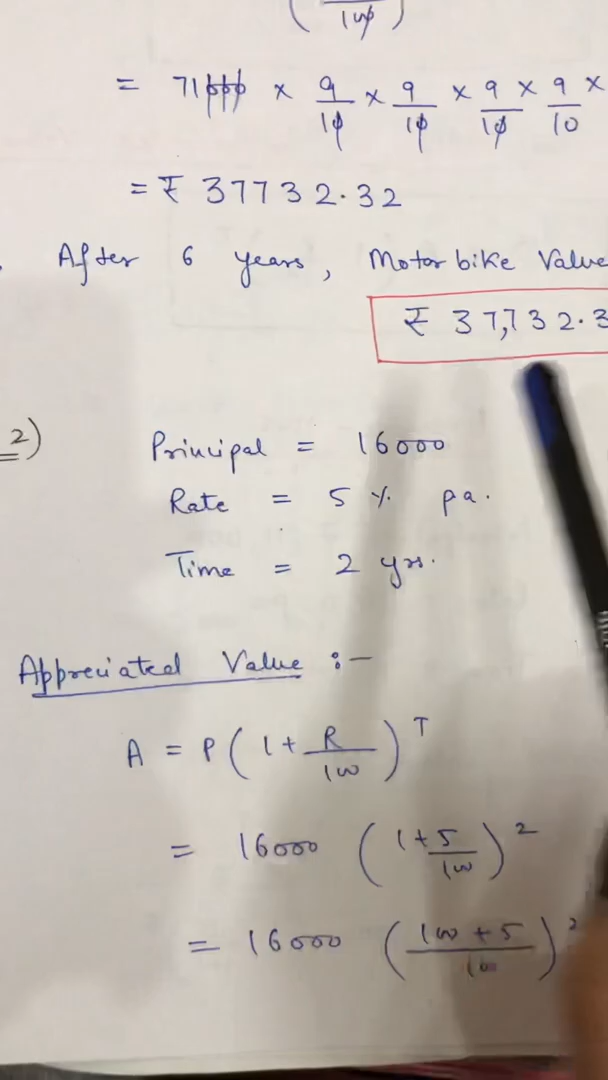 100
= 71000 × 9/10 × 9/10 × 9/10 × 9/10 ×
= ₹ 37732.32
After 6 years, Motorbike Value
₹ 37,732.3
2)
Principal = 16000
Rate = 5 % pa.
Time = 2 yrs.
Appreciated Value :-
A = P ( 1 + R/100 )^T
= 16000 ( 1 + 5/100 )^2
= 16000 ( 100 + 5/100 )^2